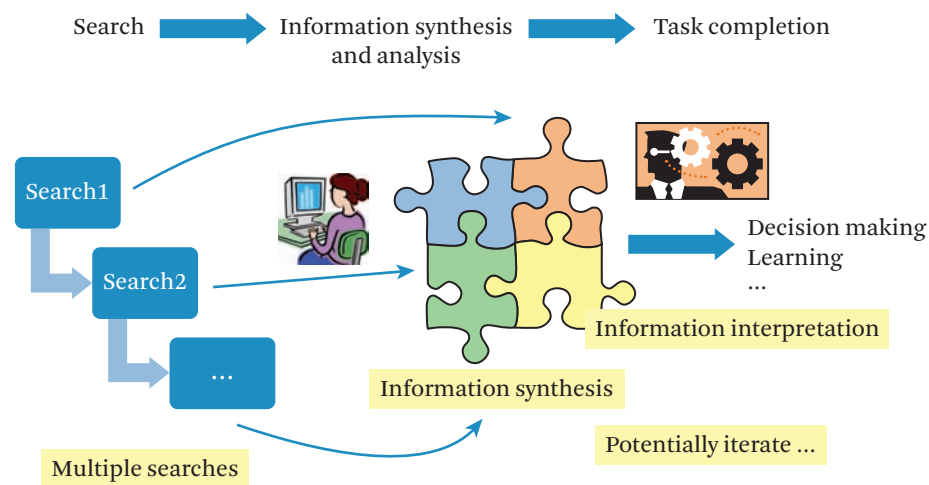 Search
Information synthesis
and analysis
Task completion
Search1
Search2
...
Decision making
Learning
...
Information interpretation
Information synthesis
Potentially iterate ...
Multiple searches